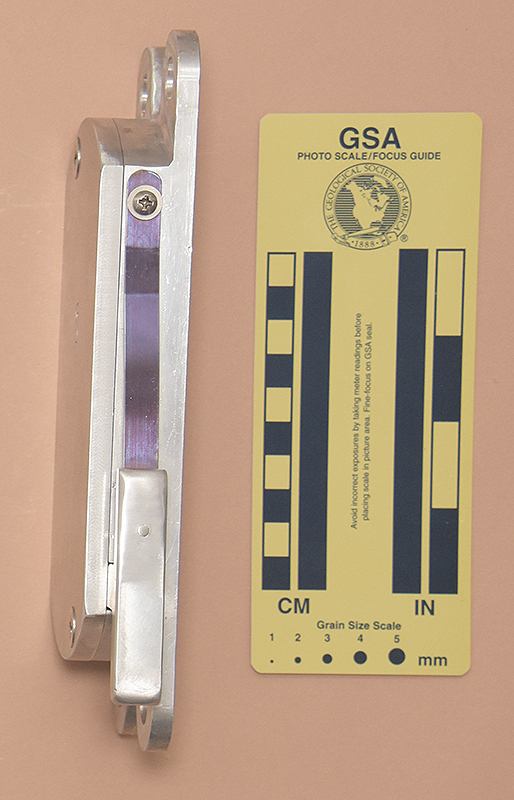 GSA
PHOTO SCALE/FOCUS GUIDE
THE GEOLOGICAL SOCIETY OF AMERICA
• 1888 •
®
Avoid incorrect exposures by taking meter readings before
placing scale in picture area. Fine-focus on GSA seal.
CM
IN
Grain Size Scale
1 2 3 4 5
mm